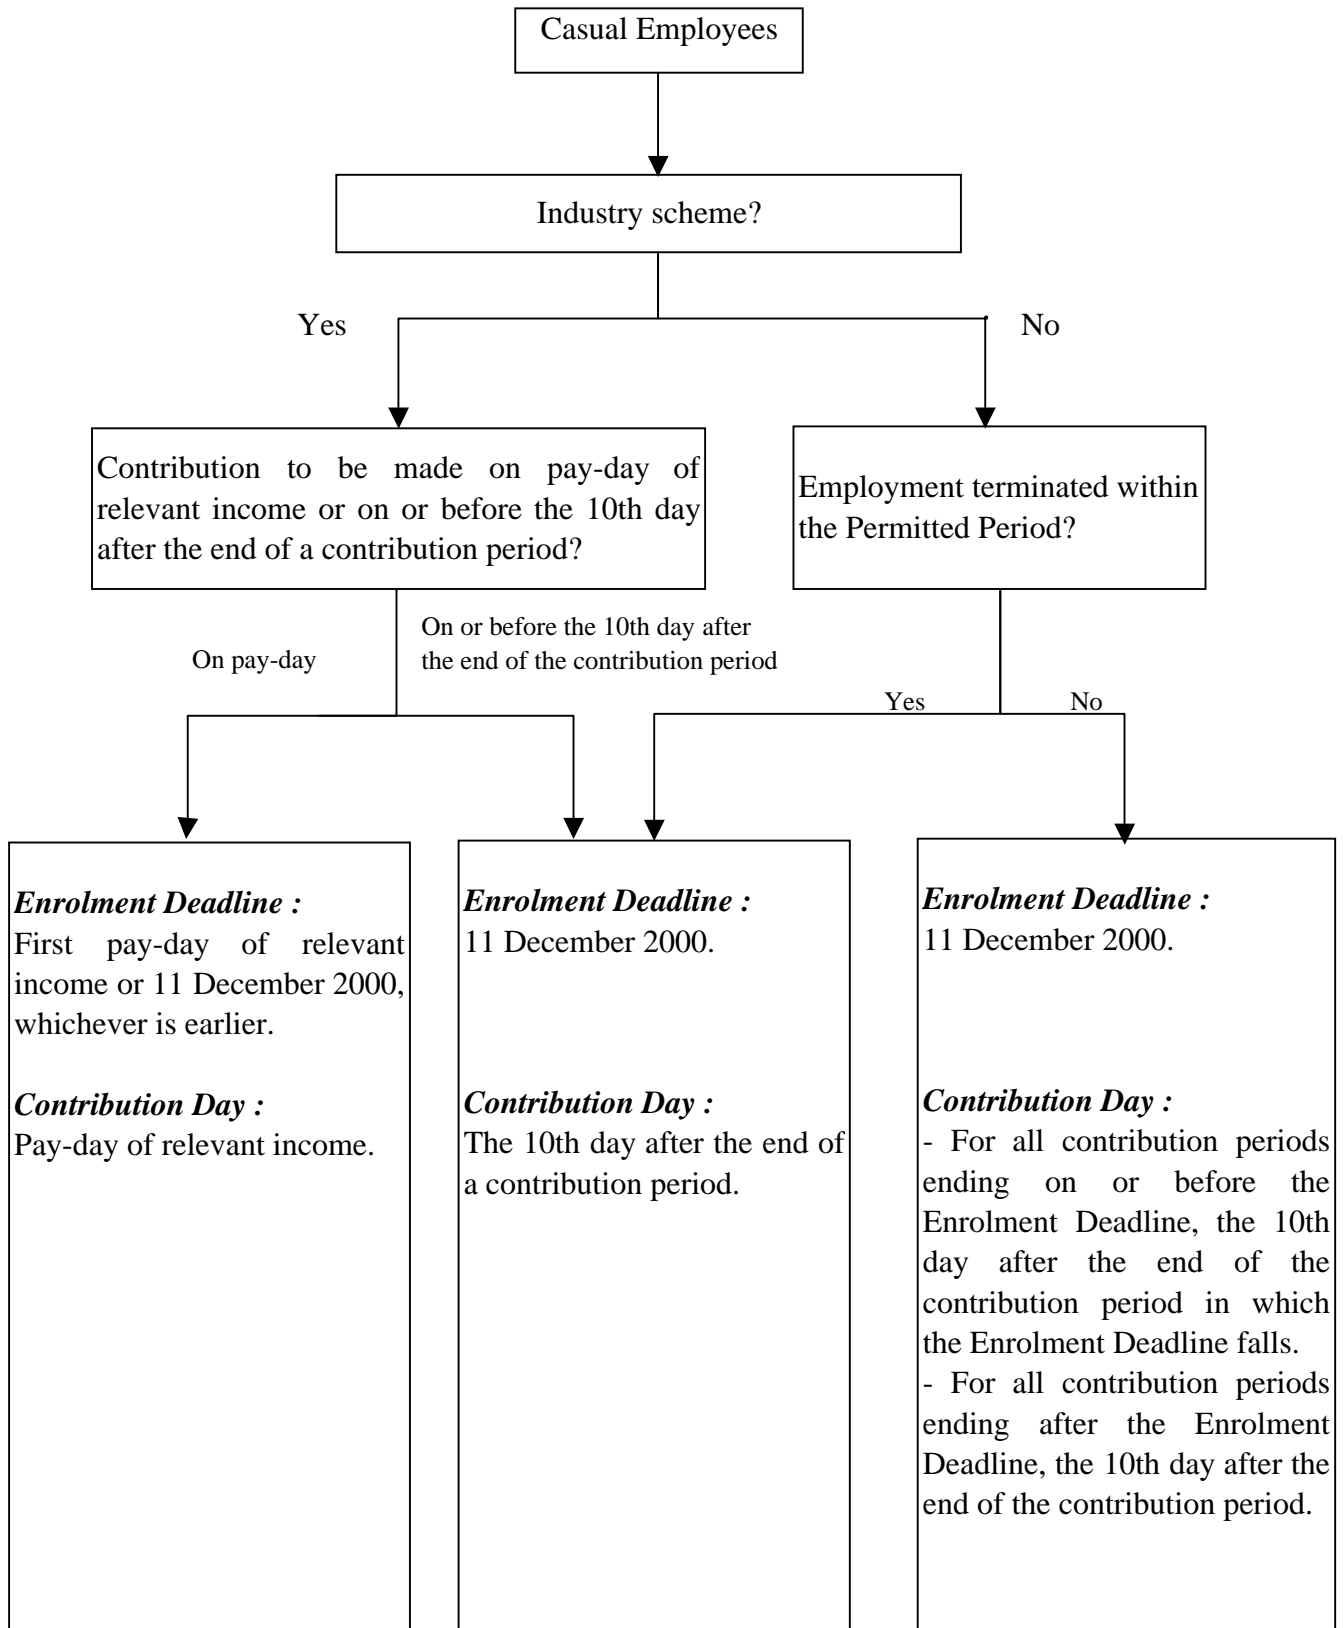 Casual Employees
Industry scheme?
Yes
No
Contribution to be made on pay-day of
relevant income or on or before the 10th day
after the end of a contribution period?
Employment terminated within
the Permitted Period?
On pay-day
On or before the 10th day after
the end of the contribution period
Yes
No
Enrolment Deadline :
First pay-day of relevant
income or 11 December 2000,
whichever is earlier.
Contribution Day :
Pay-day of relevant income.
Enrolment Deadline :
11 December 2000.
Contribution Day :
The 10th day after the end of
a contribution period.
Enrolment Deadline :
11 December 2000.
Contribution Day :
- For all contribution periods
ending on or before the
Enrolment Deadline, the 10th
day after the end of the
contribution period in which
the Enrolment Deadline falls.
- For all contribution periods
ending after the Enrolment
Deadline, the 10th day after the
end of the contribution period.